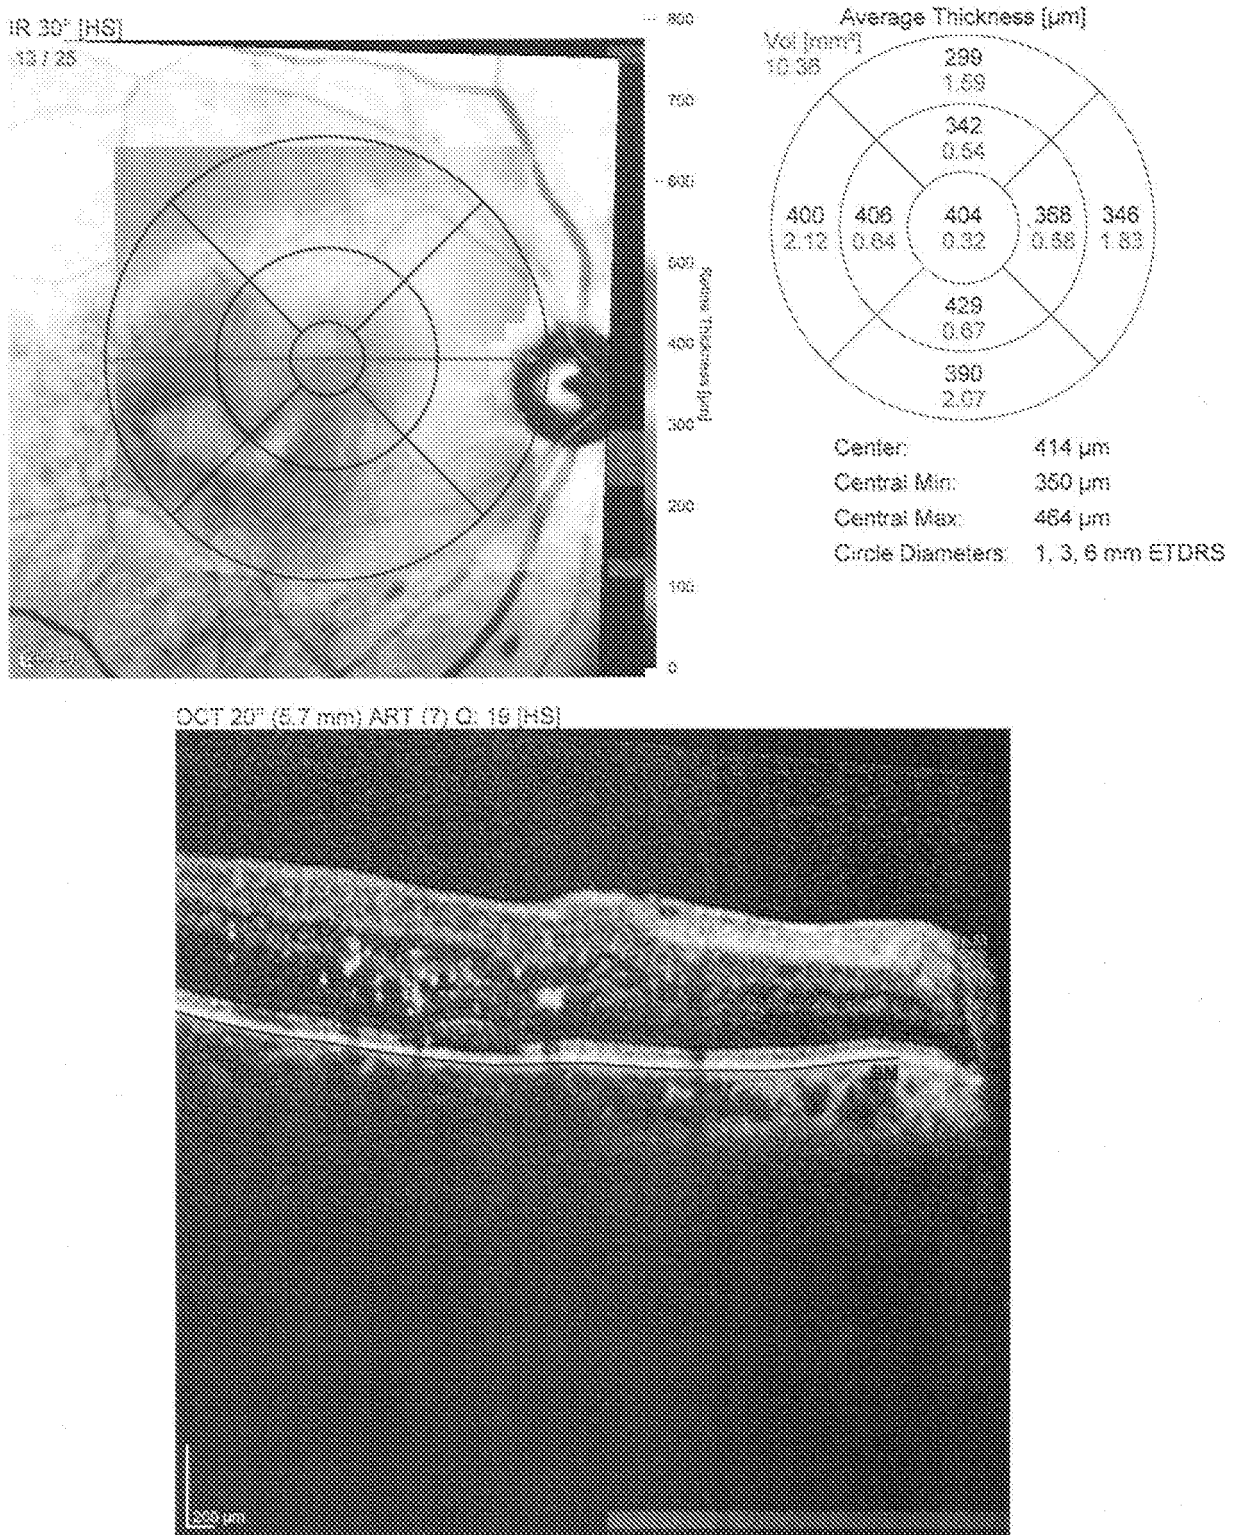 IR 30° [HS]
13 / 25
800
700
600
500
400
300
200
100
0
Retina Thickness [µm]
Average Thickness [µm]
Vol [mm³]
10.36
299
1.59
342
0.54
400
2.12
406
0.64
404
0.32
368
0.58
346
1.83
429
0.67
390
2.07
Center: 414 µm
Central Min: 350 µm
Central Max: 464 µm
Circle Diameters: 1, 3, 6 mm ETDRS
OCT 20° (5.7 mm) ART (7) Q: 19 [HS]
200 µm